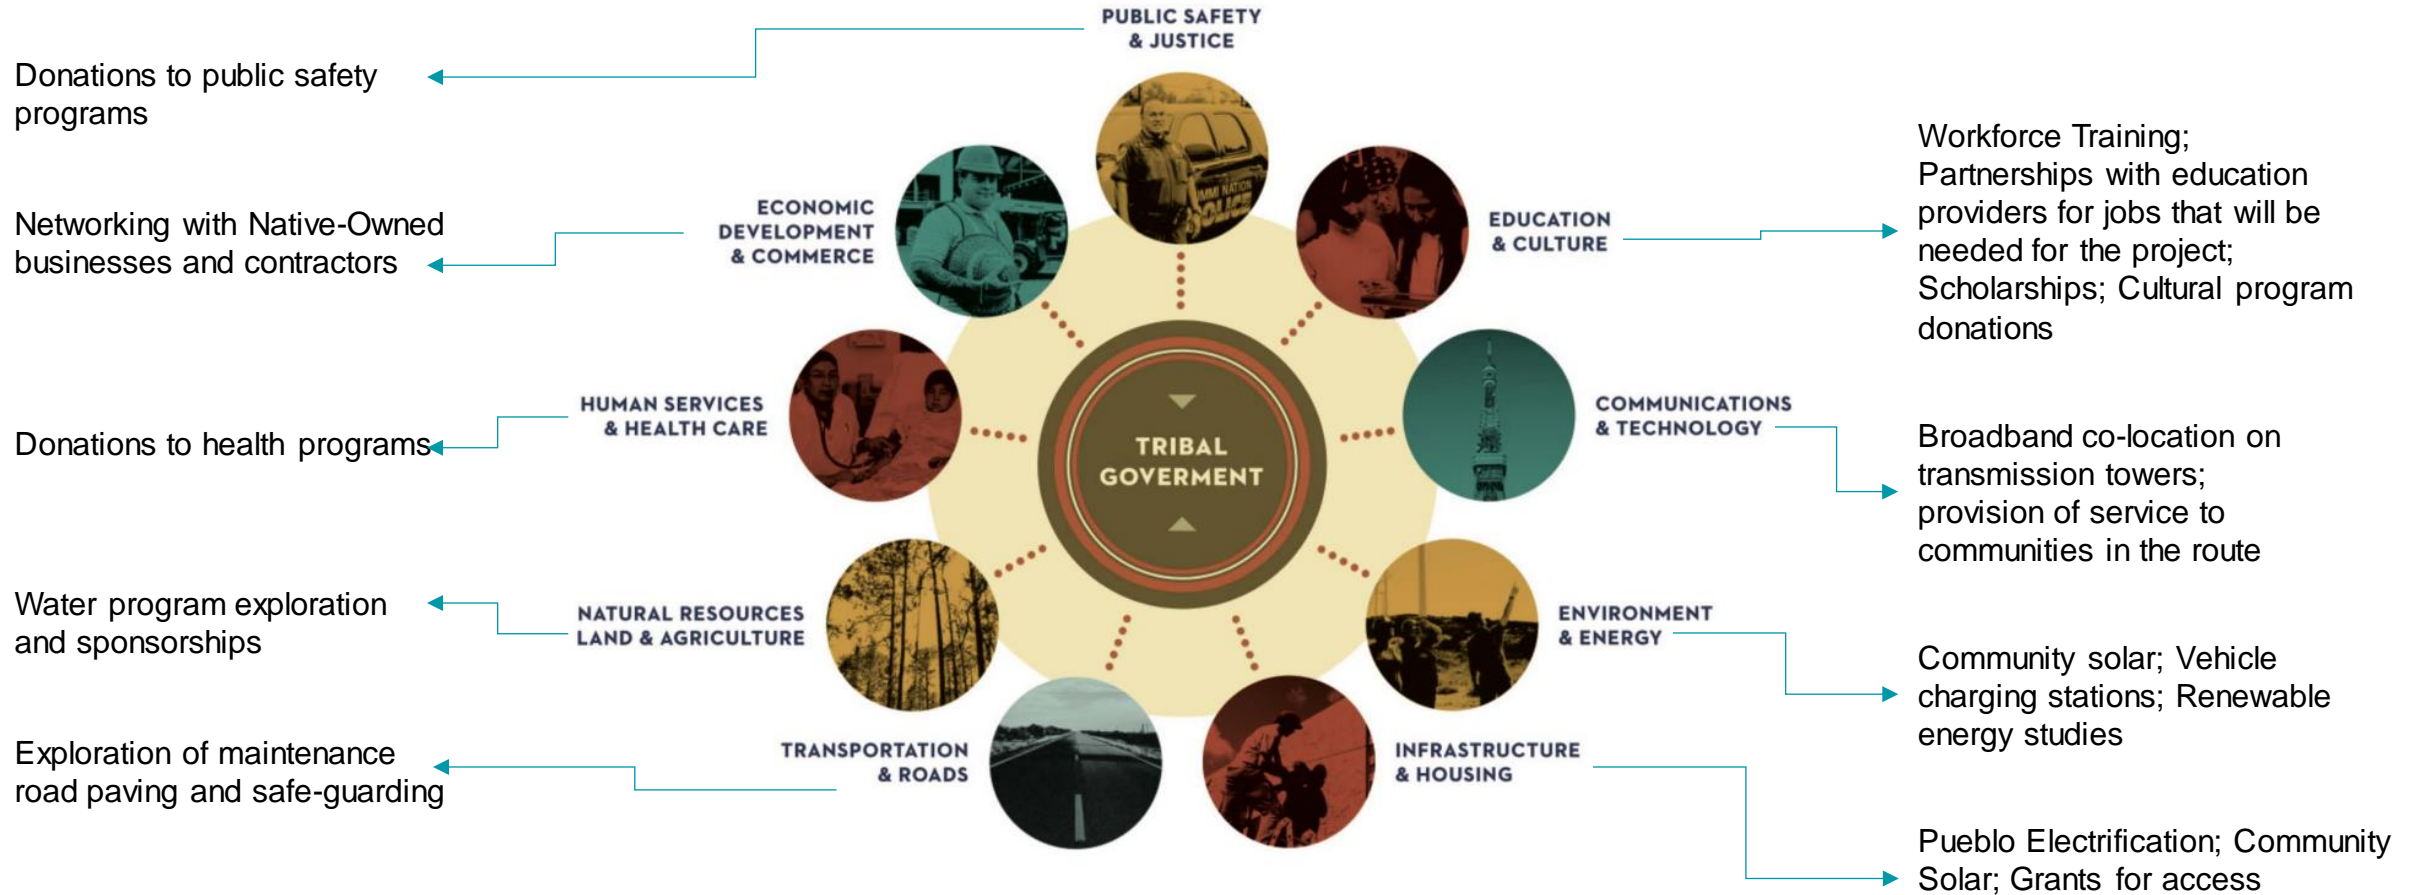 PUBLIC SAFETY
& JUSTICE
Donations to public safety
programs
ECONOMIC
DEVELOPMENT
& COMMERCE
Networking with Native-Owned
businesses and contractors
EDUCATION
& CULTURE
Workforce Training;
Partnerships with education
providers for jobs that will be
needed for the project;
Scholarships; Cultural program
donations
HUMAN SERVICES
& HEALTH CARE
Donations to health programs
COMMUNICATIONS
& TECHNOLOGY
Broadband co-location on
transmission towers;
provision of service to
communities in the route
TRIBAL
GOVERMENT
NATURAL RESOURCES
LAND & AGRICULTURE
Water program exploration
and sponsorships
ENVIRONMENT
& ENERGY
Community solar; Vehicle
charging stations; Renewable
energy studies
TRANSPORTATION
& ROADS
Exploration of maintenance
road paving and safe-guarding
INFRASTRUCTURE
& HOUSING
Pueblo Electrification; Community
Solar; Grants for access
NATION
POLICE